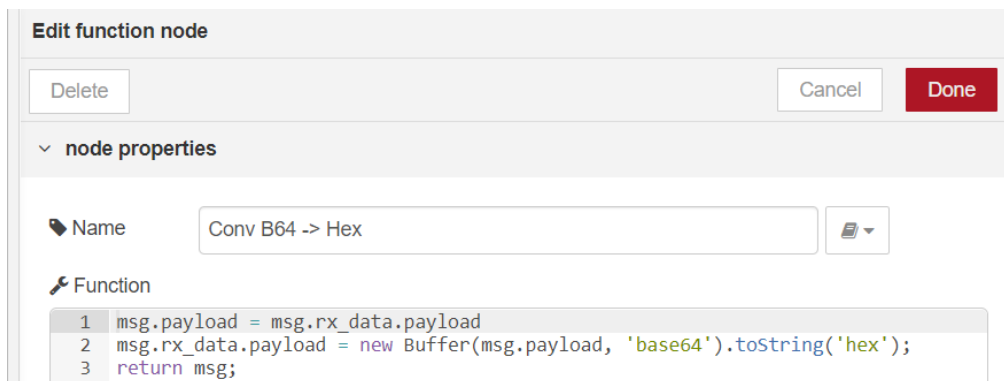 Edit function node
Delete Cancel Done
node properties
Name Conv B64 -> Hex
Function
1 msg.payload = msg.rx_data.payload
2 msg.rx_data.payload = new Buffer(msg.payload, 'base64').toString('hex');
3 return msg;